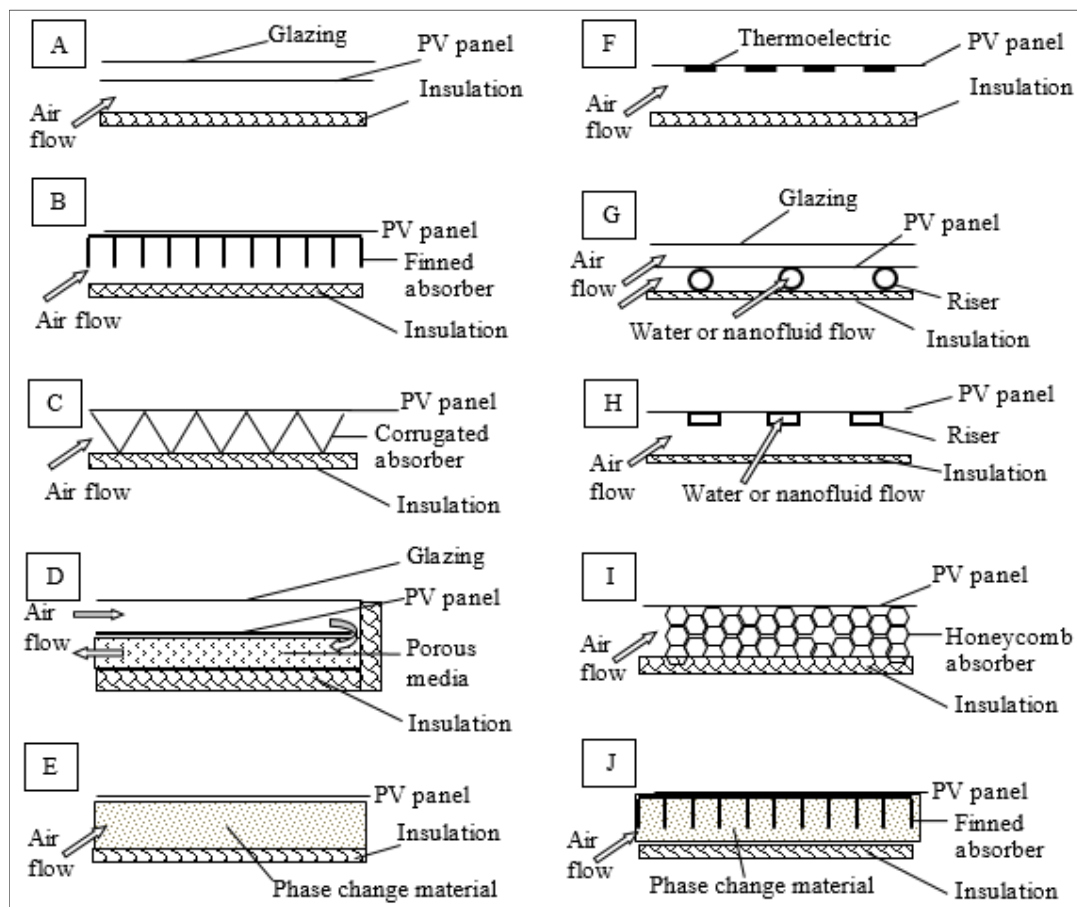 A
Glazing
PV panel
Insulation
Air
flow
B
PV panel
Finned
absorber
Air flow
Insulation
C
PV panel
Corrugated
absorber
Air flow
Insulation
D
Glazing
PV panel
Air
flow
Porous
media
Insulation
E
PV panel
Insulation
Air
flow
Phase change material
F
Thermoelectric
PV panel
Insulation
Air
flow
G
Glazing
PV panel
Air
flow
Riser
Water or nanofluid flow
Insulation
H
PV panel
Riser
Air
flow
Insulation
Water or nanofluid flow
I
PV panel
Honeycomb
absorber
Air
flow
Insulation
J
PV panel
Finned
absorber
Air
flow
Phase change material
Insulation